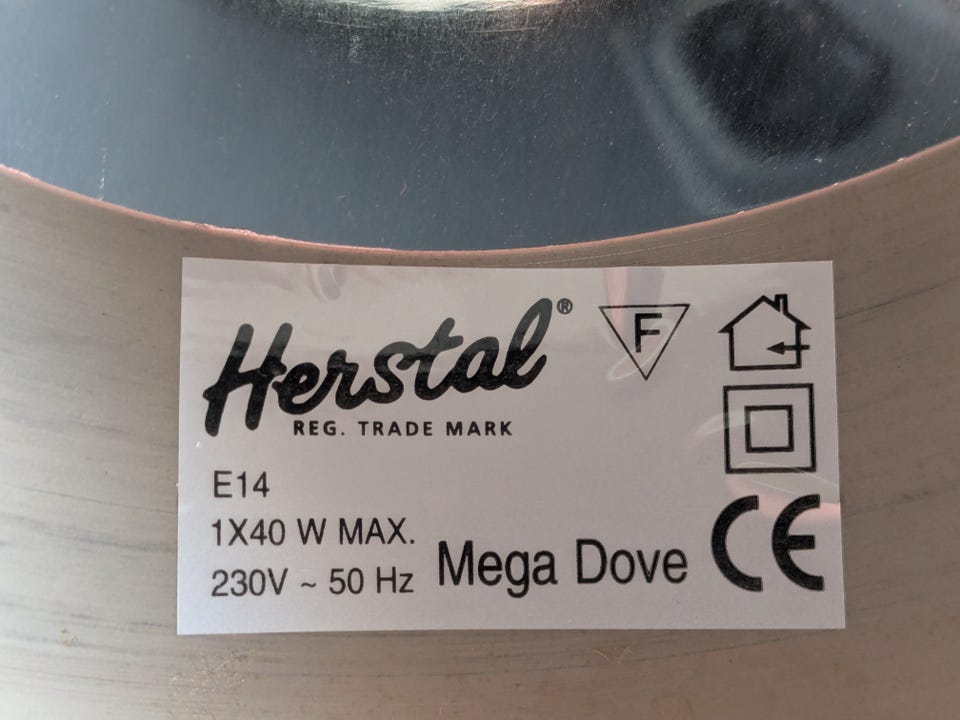 Herstal®
REG. TRADE MARK
F
E14
1X40 W MAX.
230V ~ 50 Hz
Mega Dove
CE